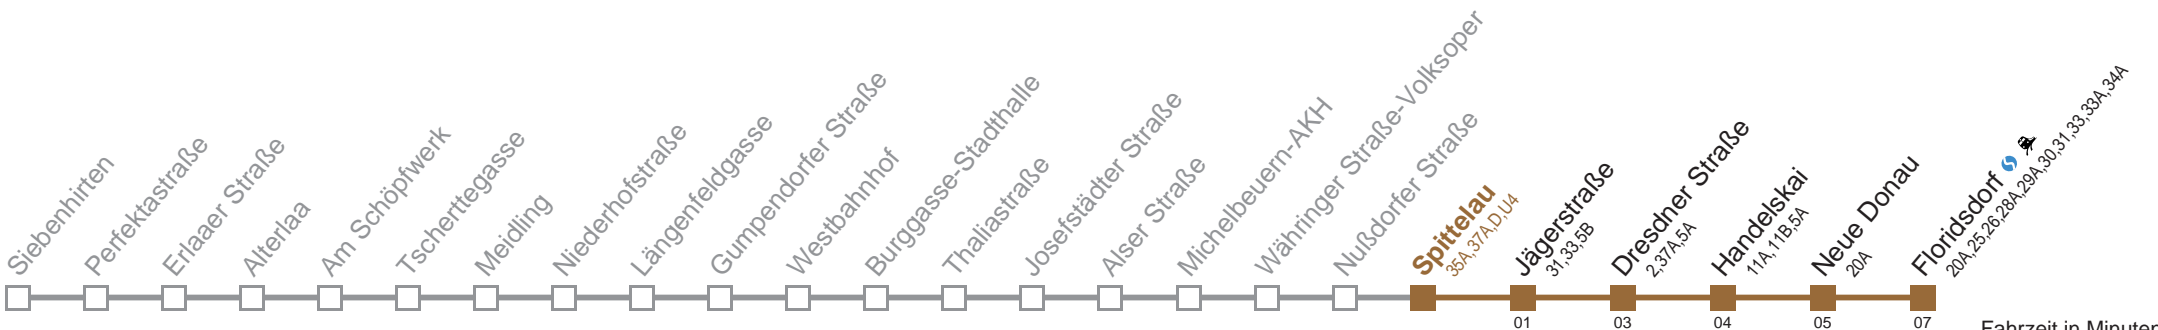 Siebenhirten
Perfektastraße
Erlaaer Straße
Alterlaa
Am Schöpfwerk
Tscherttegasse
Meidling
Niederhofstraße
Längenfeldgasse
Gumpendorfer Straße
Westbahnhof
Burggasse-Stadthalle
Thaliastraße
Josefstädter Straße
Alser Straße
Michelbeuern-AKH
Währinger Straße-Volksoper
Nußdorfer Straße
Spittelau
35A,37A,D,U4
Jägerstraße
31,33,5B
Dresdner Straße
2,37A,5A
Handelskai
11A,11B,5A
Neue Donau
20A
Floridsdorf
20A,25,26,28A,29A,30,31,33,33A,34A
01
03
04
05
07
Fahrzeit in Minuten